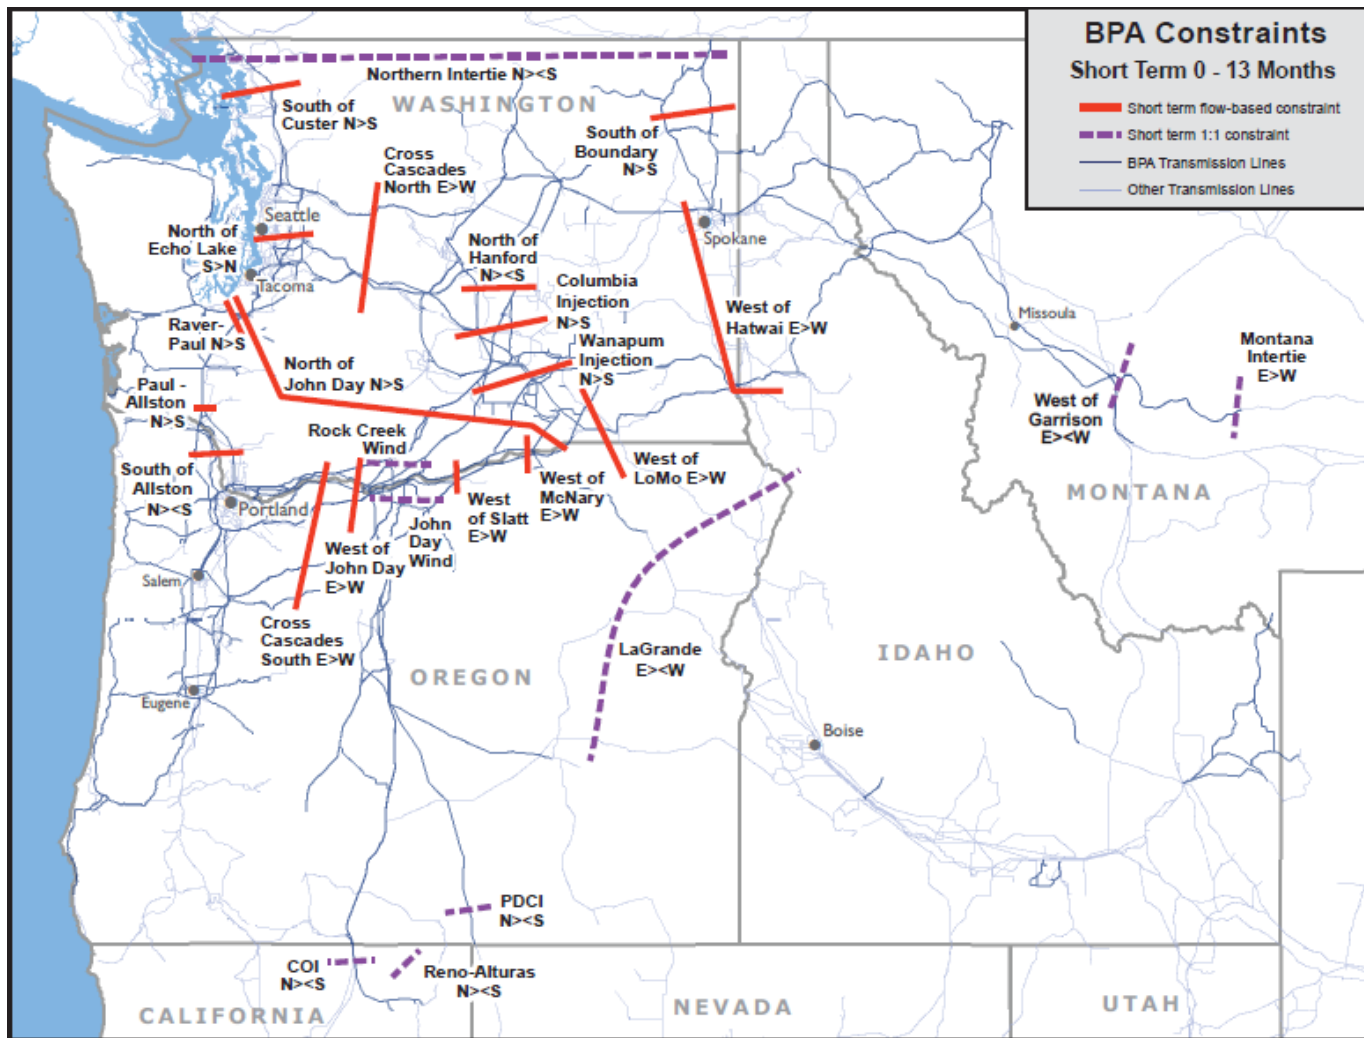 BPA Constraints
Short Term 0 - 13 Months
Short term flow-based constraint
Short term 1:1 constraint
BPA Transmission Lines
Other Transmission Lines
Northern Intertie N><S
WASHINGTON
South of
Custer N>S
South of
Boundary
N>S
Cross
Cascades
North E>W
Seattle
North of
Echo Lake
S>N
Tacoma
Spokane
North of
Hanford
N><S
Columbia
Injection
N>S
Wanapum
Injection
N>S
West of
Hatwai E>W
Missoula
Montana
Intertie
E>W
West of
Garrison
E><W
MONTANA
Raver-
Paul N>S
North of
John Day N>S
Paul -
Allston
N>S
South of
Allston
N><S
Rock Creek
Wind
Portland
West of
LoMo E>W
West of
McNary
E>W
West
of Slatt
E>W
John
Day
Wind
West of
John Day
E>W
Salem
Cross
Cascades
South E>W
LaGrande
E><W
IDAHO
OREGON
Eugene
Boise
PDCI
N><S
COI
N><S
Reno-Alturas
N><S
CALIFORNIA
NEVADA
UTAH